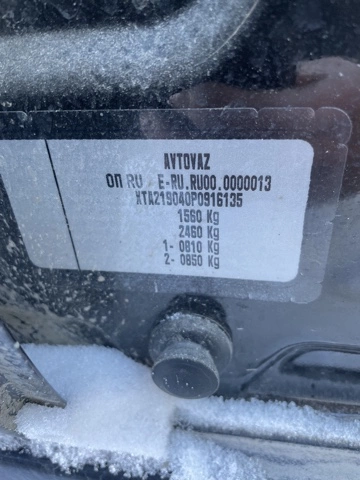 AVTOVAZ
ОП RU / E-RU.RU00.0000013
XTA219040P0916135
1560 Kg
2460 Kg
1- 0810 Kg
2- 0850 Kg